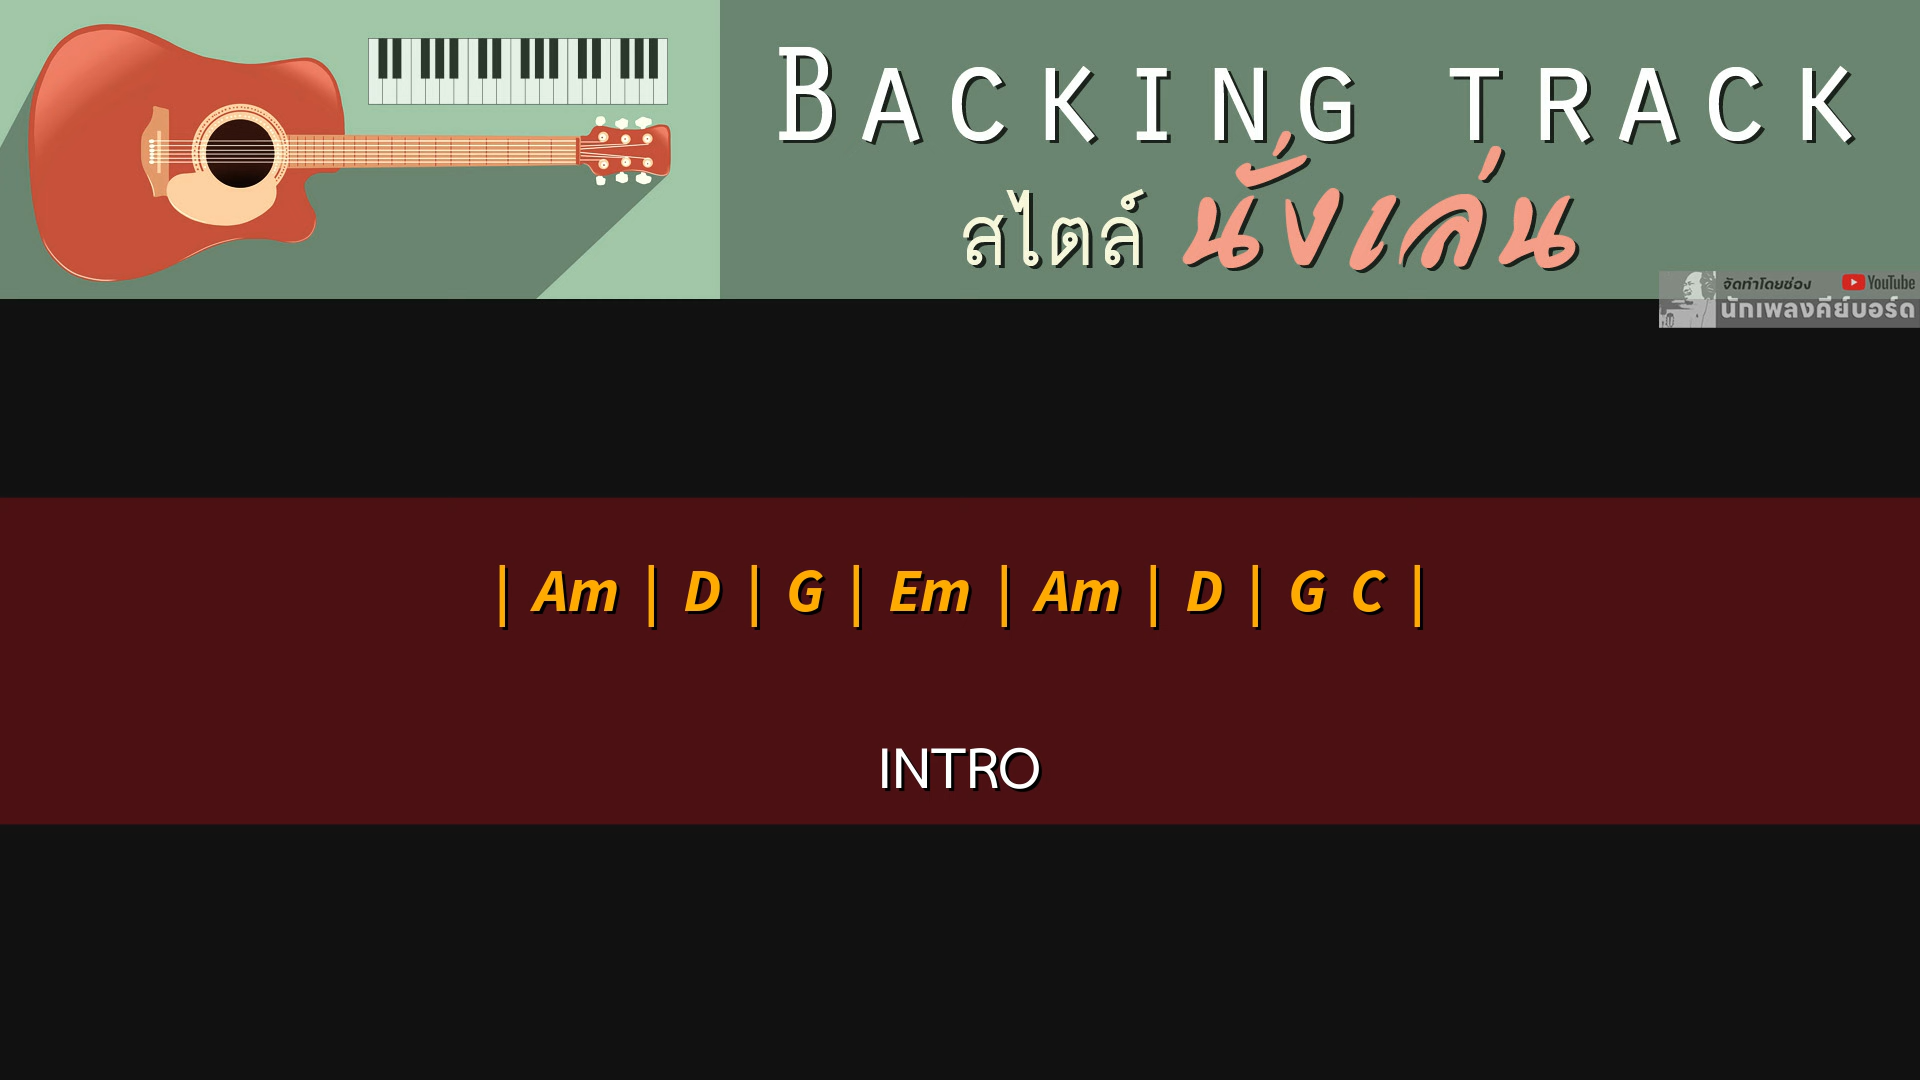 BACKING TRACK
สไตล์ นั่งเล่น
จัดทำโดยช่อง YouTube
นักเพลงคีย์บอร์ด
| Am | D | G | Em | Am | D | G C |
INTRO